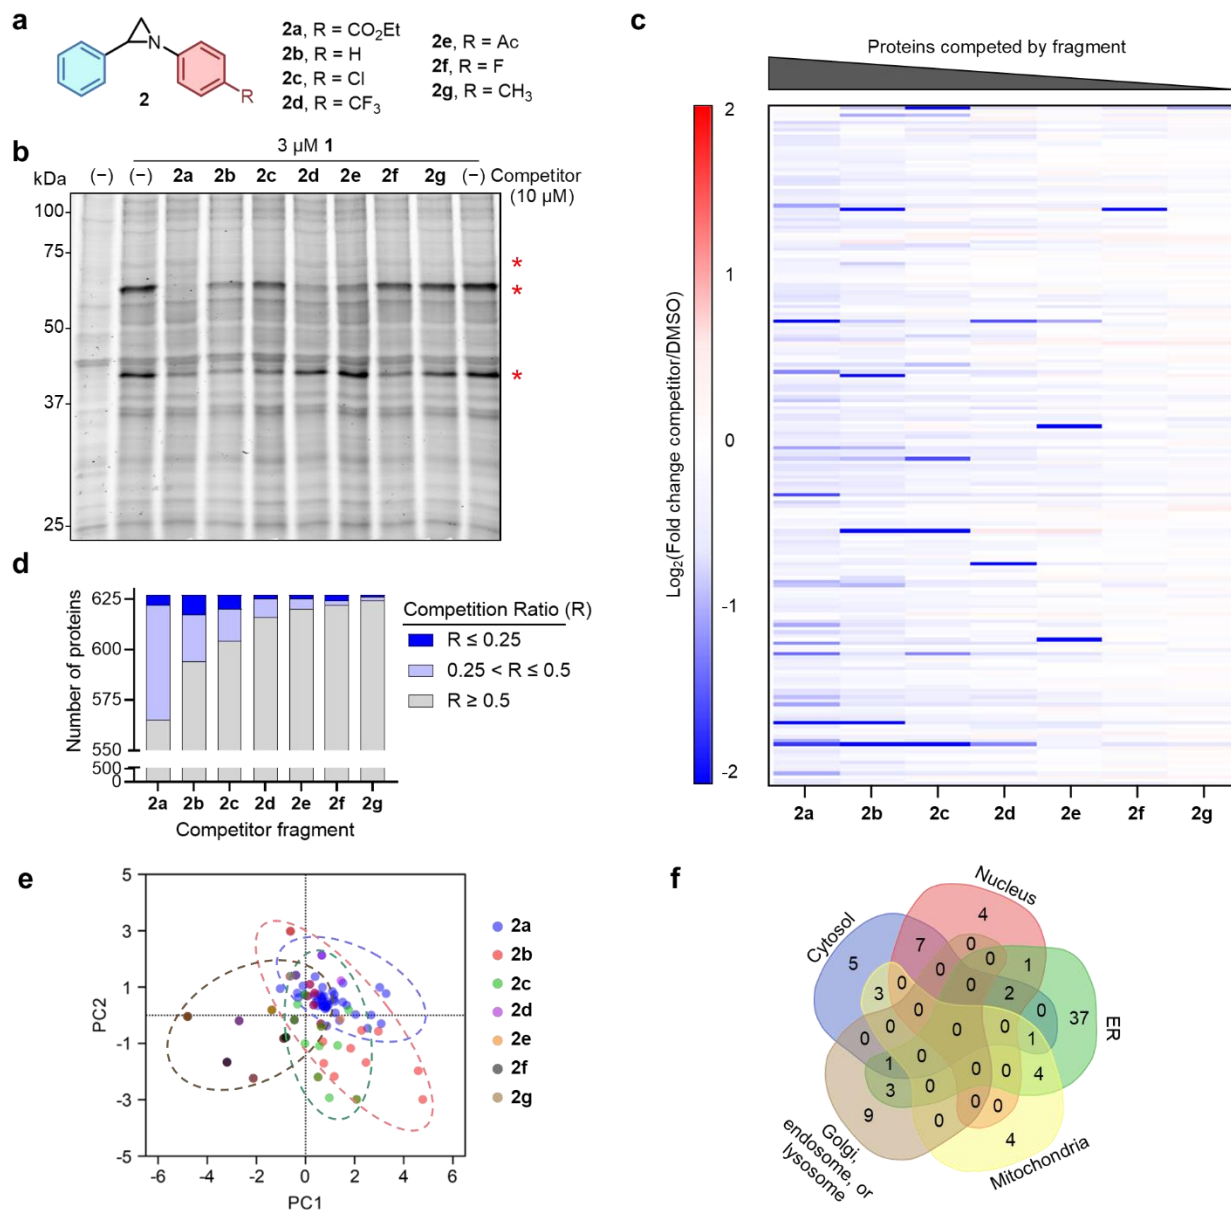 a
2
N
R
2a, R = CO₂Et
2b, R = H
2c, R = Cl
2d, R = CF₃
2e, R = Ac
2f, R = F
2g, R = CH₃
b
3 µM 1
kDa (−) (−) 2a 2b 2c 2d 2e 2f 2g (−) Competitor
(10 µM)
100
75
50
37
25
*
*
*
c
Proteins competed by fragment
Log₂(Fold change competitor/DMSO)
2
1
0
-1
-2
2a 2b 2c 2d 2e 2f 2g
d
Number of proteins
625
600
575
550
500
0
2a 2b 2c 2d 2e 2f 2g
Competitor fragment
Competition Ratio (R)
R ≤ 0.25
0.25 < R ≤ 0.5
R ≥ 0.5
e
PC2
5
3
1
-1
-3
-5
-6 -4 -2 0 2 4 6
PC1
2a
2b
2c
2d
2e
2f
2g
f
Nucleus
Cytosol
ER
Mitochondria
Golgi,
endosome, or
lysosome
4
7 0
5 0 0 1
3 0 0 2 0 37
0 0 0 0 0 1
1 0 0 0 4
3 0 0 0
9 0 4